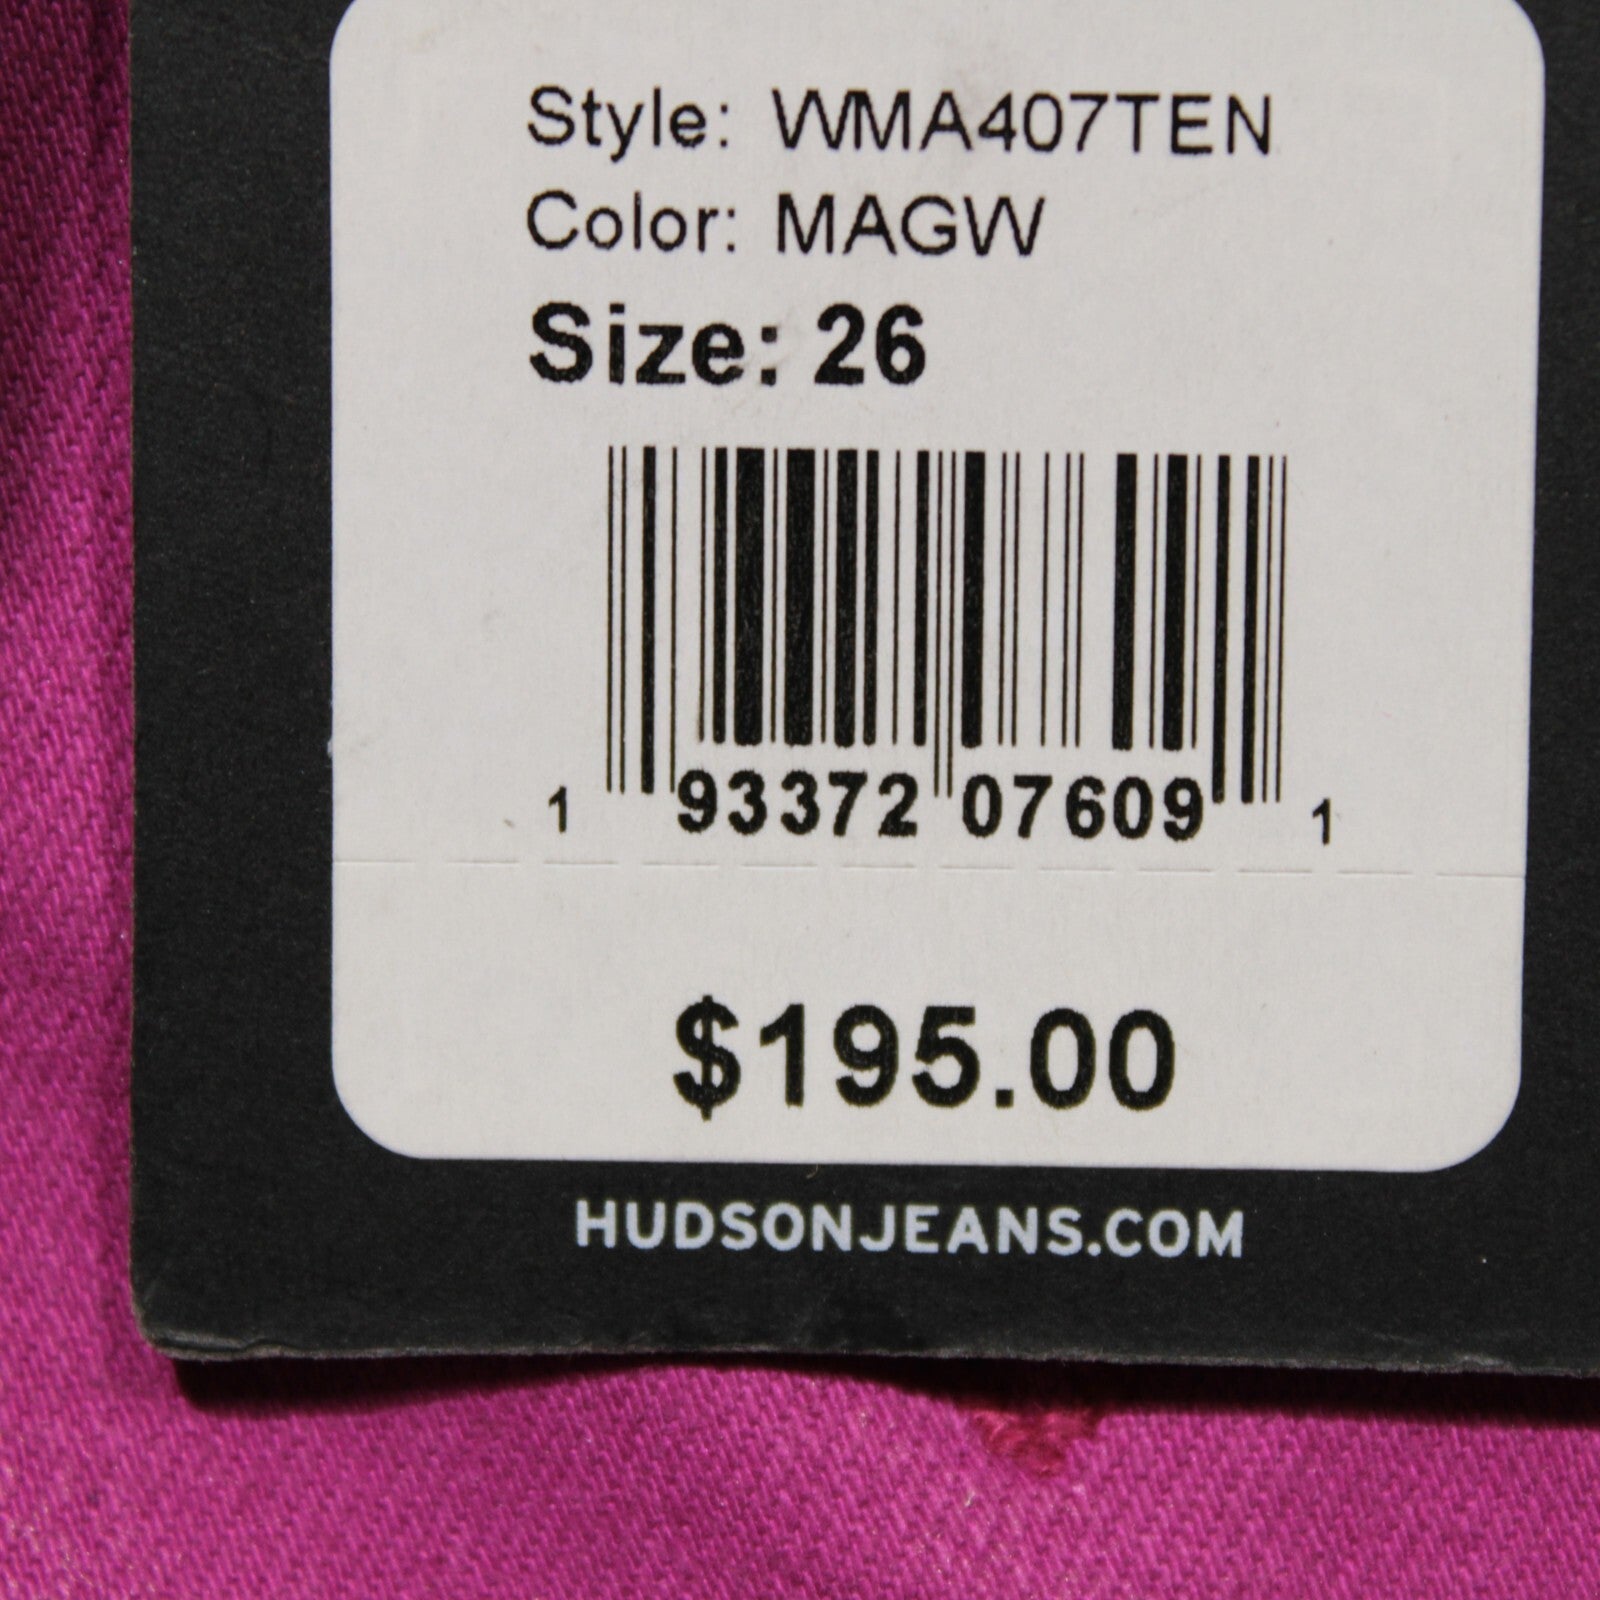 Style: WMA407TEN
Color: MAGW
Size: 26
1 93372 07609 1
$195.00
HUDSONJEANS.COM